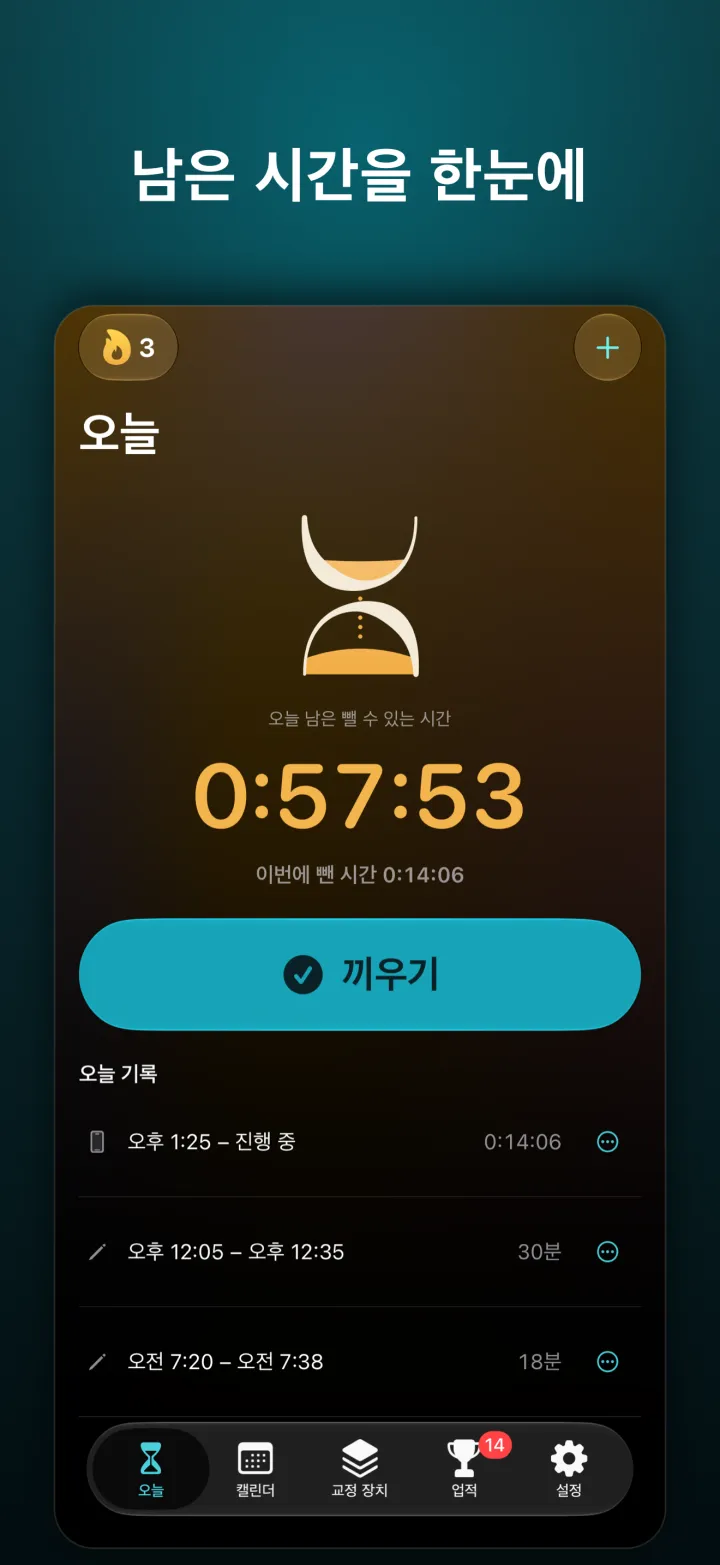 남은 시간을 한눈에
3
오늘
오늘 남은 뺄 수 있는 시간
0:57:53
이번에 뺀 시간 0:14:06
끼우기
오늘 기록
오후 1:25 – 진행 중 0:14:06
오후 12:05 – 오후 12:35 30분
오전 7:20 – 오전 7:38 18분
14
오늘 캘린더 교정 장치 업적 설정